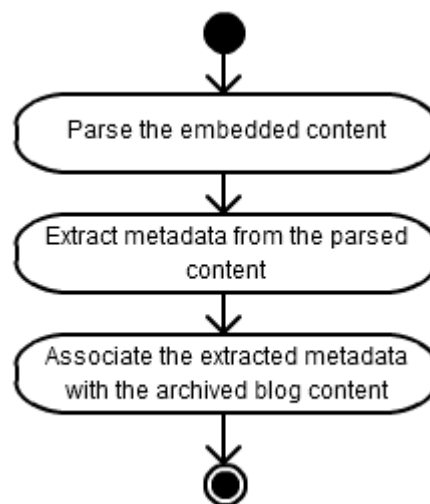 Parse the embedded content
Extract metadata from the parsed
content
Associate the extracted metadata
with the archived blog content